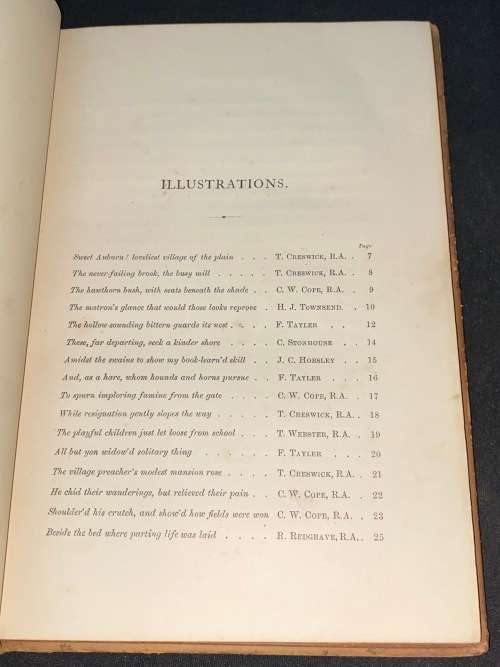 ILLUSTRATIONS.
Page
Sweet Auburn! loveliest village of the plain . . . T. CRESWICK, R.A. . 7
The never-failing brook, the busy mill . . . . . T. CRESWICK, R.A. . 8
The hawthorn bush, with seats beneath the shade . . C. W. COPE, R.A. . 9
The matron's glance that would those looks reprove . H. J. TOWNSEND. . 10
The hollow sounding bittern guards its nest . . . . F. TAYLER . . 12
These, far departing, seek a kinder shore . . . . C. STONHOUSE . . 14
Amidst the swains to show my book-learn'd skill . . J. C. HORSLEY . . 15
And, as a hare, whom hounds and horns pursue . . F. TAYLER . . . 16
To spurn imploring famine from the gate . . . . C. W. COPE, R.A. . 17
While resignation gently slopes the way . . . . . T. CRESWICK, R.A. . 18
The playful children just let loose from school . . . . T. WEBSTER, R.A. . 19
All but yon widow'd solitary thing . . . . . F. TAYLER . . . 20
The village preacher's modest mansion rose . . . . T. CRESWICK, R.A. . 21
He chid their wanderings, but relieved their pain . . C. W. COPE, R.A. . 22
Shoulder'd his crutch, and show'd how fields were won C. W. COPE, R.A. . 23
Beside the bed where parting life was laid . . . . . R. REDGRAVE, R.A. . 25